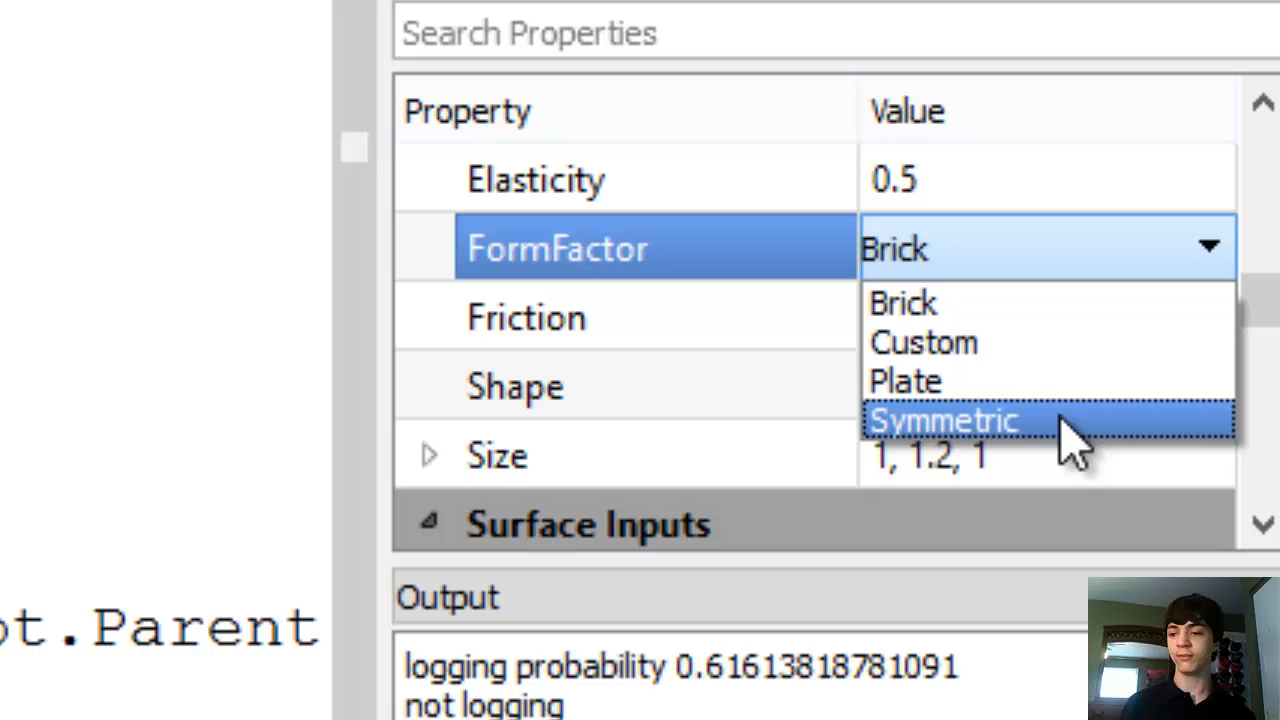 Search Properties
Property Value
Elasticity 0.5
FormFactor Brick
Brick
Friction
Custom
Plate
Shape
Symmetric
Size 1, 1.2, 1
Surface Inputs
Output
ot.Parent
logging probability 0.61613818781091
not logging